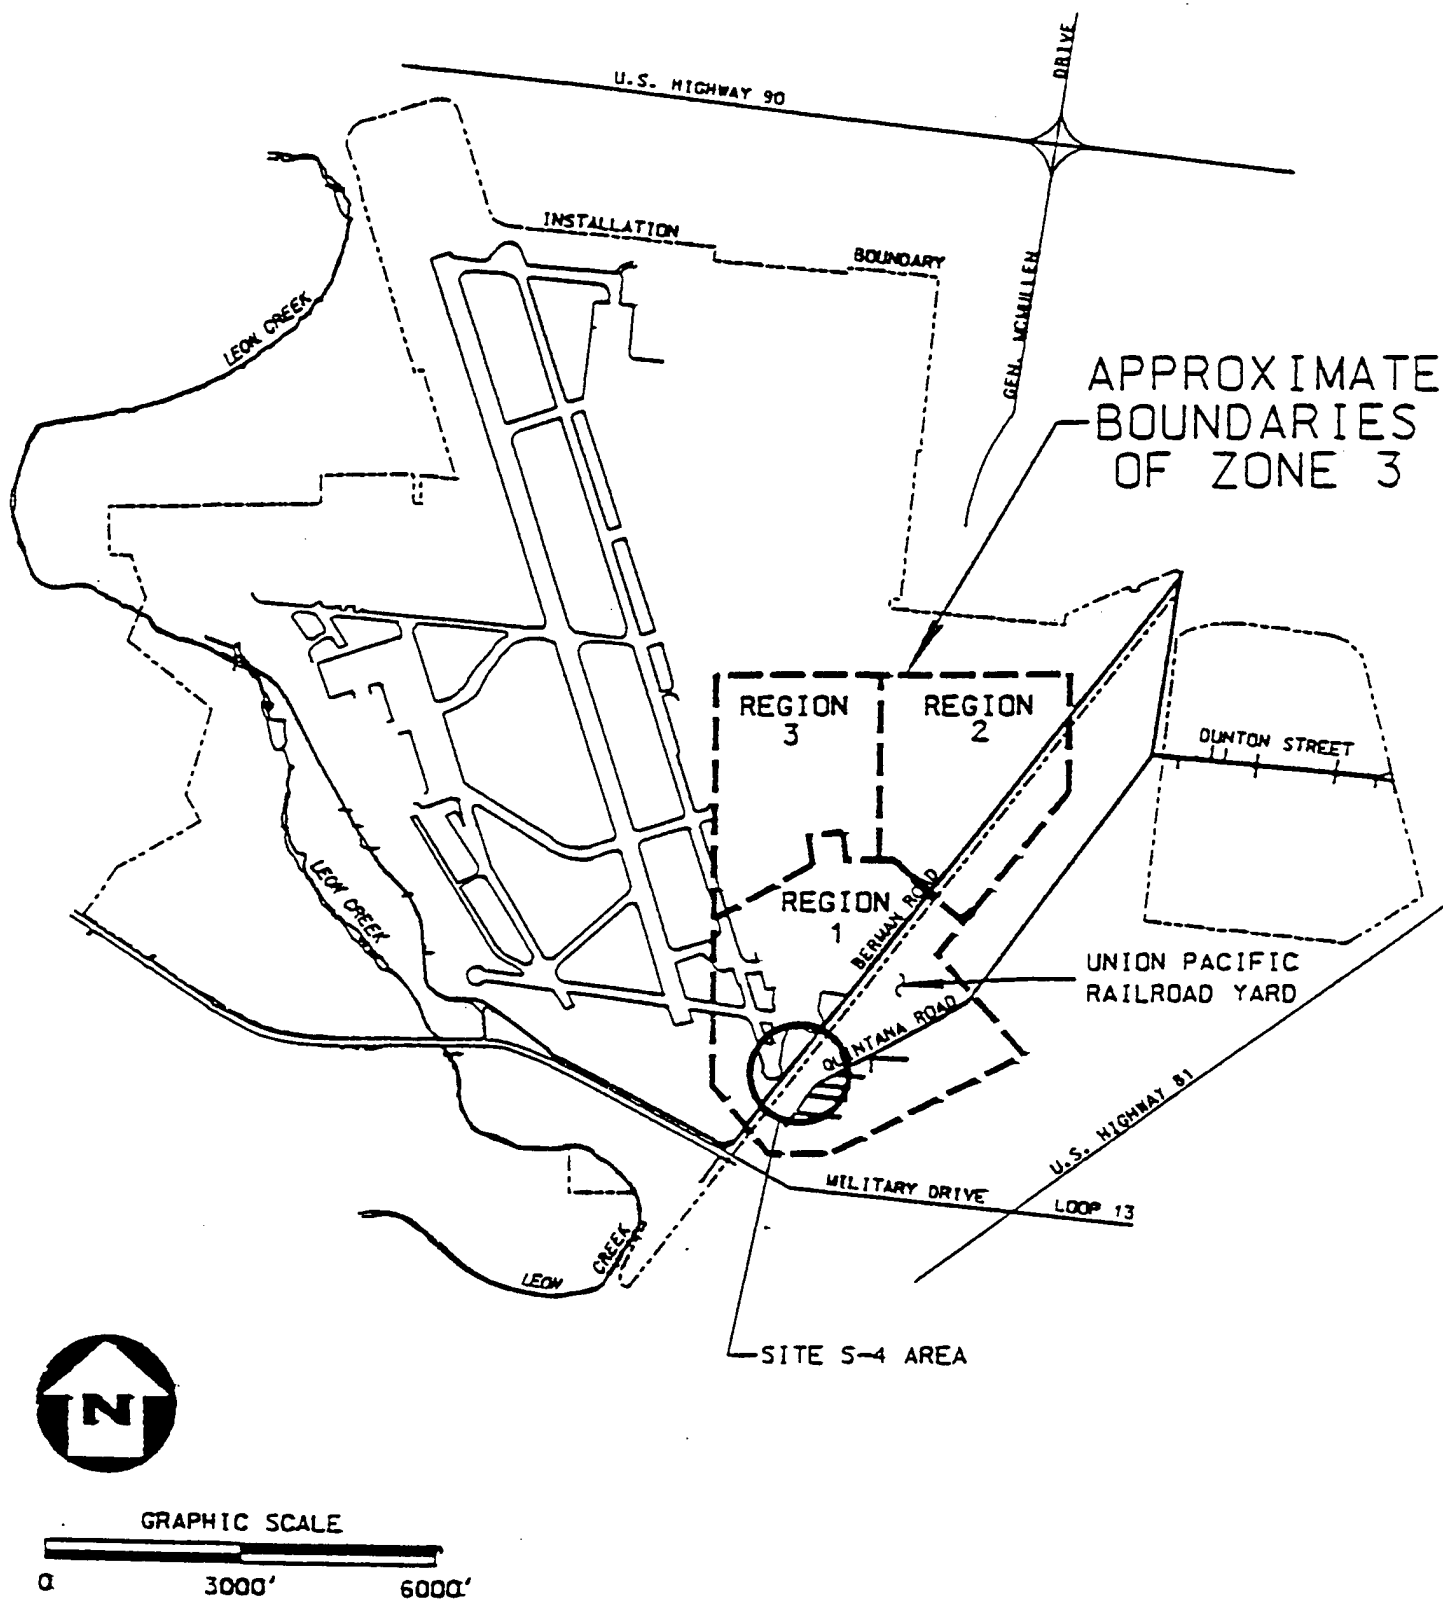 DRIVE
U.S. HIGHWAY 90
INSTALLATION
BOUNDARY
GEN. MCMULLEN
LEON CREEK
APPROXIMATE
BOUNDARIES
OF ZONE 3
REGION
3
REGION
2
DUNTON STREET
LEON CREEK
REGION
1
BERMAN ROAD
UNION PACIFIC
RAILROAD YARD
QUINTANA ROAD
U.S. HIGHWAY 81
MILITARY DRIVE
LOOP 13
LEON
CREEK
SITE S-4 AREA
N
GRAPHIC SCALE
0
3000'
6000'